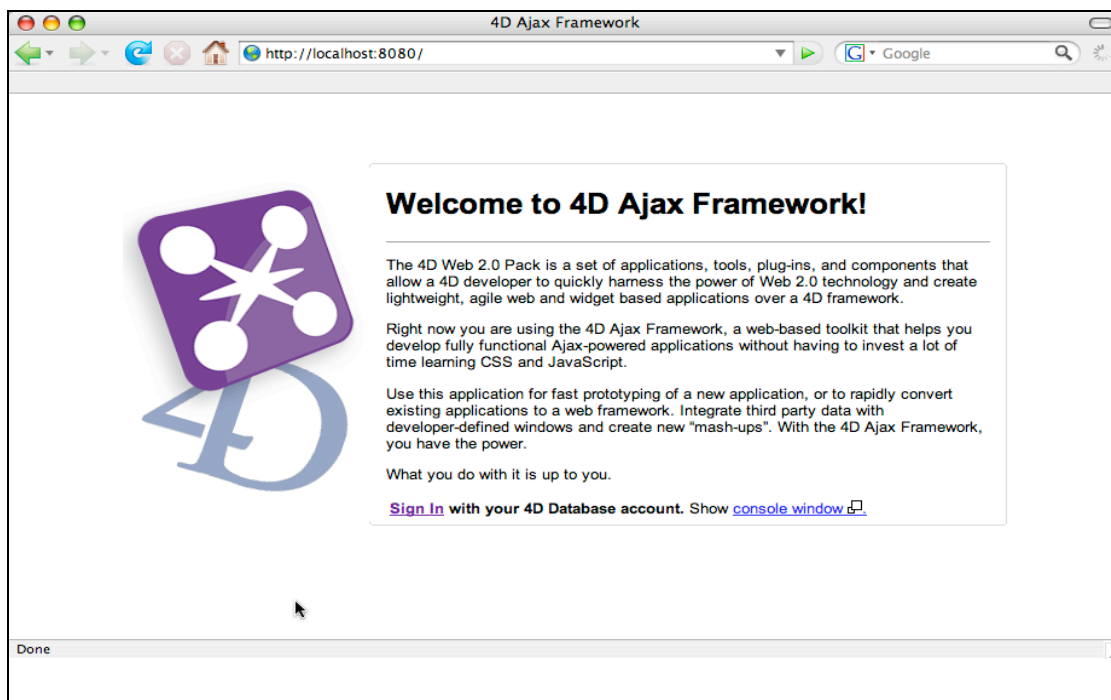 4D Ajax Framework
http://localhost:8080/
G Google
Welcome to 4D Ajax Framework!
The 4D Web 2.0 Pack is a set of applications, tools, plug-ins, and components that
allow a 4D developer to quickly harness the power of Web 2.0 technology and create
lightweight, agile web and widget based applications over a 4D framework.
Right now you are using the 4D Ajax Framework, a web-based toolkit that helps you
develop fully functional Ajax-powered applications without having to invest a lot of
time learning CSS and JavaScript.
Use this application for fast prototyping of a new application, or to rapidly convert
existing applications to a web framework. Integrate third party data with
developer-defined windows and create new “mash-ups”. With the 4D Ajax Framework,
you have the power.
What you do with it is up to you.
Sign In with your 4D Database account. Show console window.
4D
Done